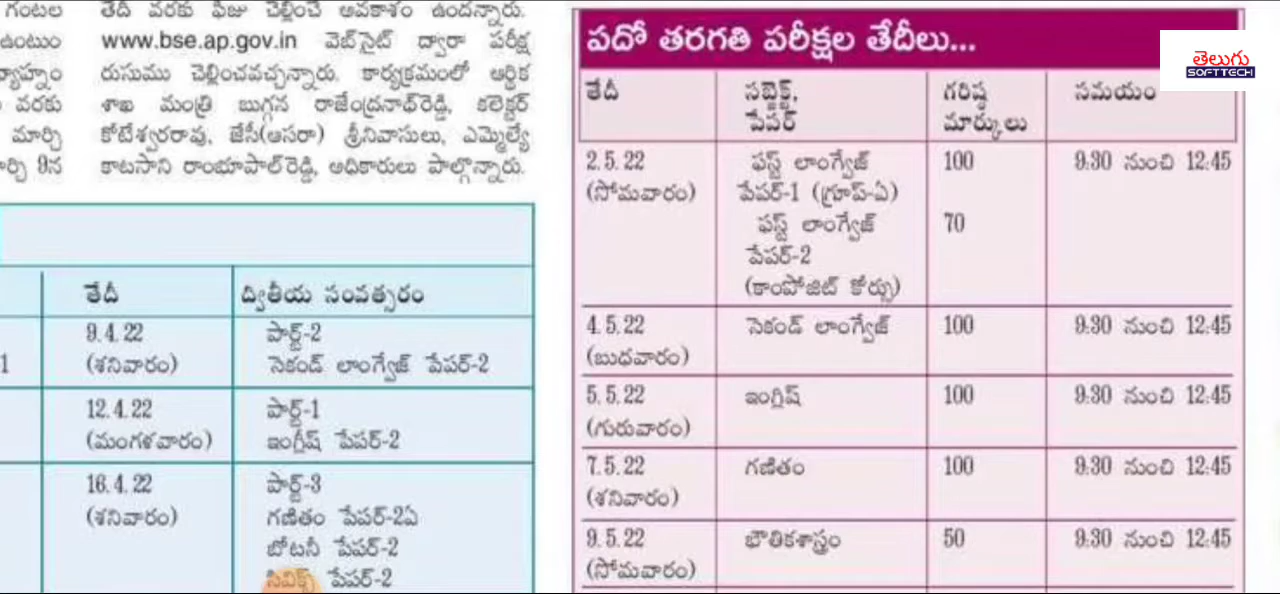 గంటల
ఉంటుం
వరకు
మార్చి
ర్చి 9న
తేదీ వరకు ఫీజు చెల్లించే అవకాశం ఉందన్నారు.
www.bse.ap.gov.in వెబ్‌సైట్ ద్వారా పరీక్ష
రుసుము చెల్లించవచ్చన్నారు. కార్యక్రమంలో ఆర్థిక
శాఖ మంత్రి బుగ్గన రాజేంద్రనాథ్‌రెడ్డి, కలెక్టర్
కోటేశ్వరరావు, జేసీ(ఆసరా) శ్రీనివాసులు, ఎమ్మెల్యే
కాటసాని రాంభూపాల్‌రెడ్డి, అధికారులు పాల్గొన్నారు.
తేదీ ద్వితీయ సంవత్సరం
9.4.22 పార్ట్-2
1 (శనివారం) సెకండ్ లాంగ్వేజ్ పేపర్-2
12.4.22 పార్ట్-1
(మంగళవారం) ఇంగ్లీష్ పేపర్-2
16.4.22 పార్ట్-3
(శనివారం) గణితం పేపర్-2ఏ
బోటనీ పేపర్-2
సివిక్స్ పేపర్-2
పదో తరగతి పరీక్షల తేదీలు...
తెలుగు
SOFTTECH
తేదీ సబ్జెక్ట్, గరిష్ఠ సమయం
పేపర్ మార్కులు
2.5.22 ఫస్ట్ లాంగ్వేజ్ 100 9.30 నుంచి 12.45
(సోమవారం) పేపర్-1 (గ్రూప్-ఏ)
ఫస్ట్ లాంగ్వేజ్ 70
పేపర్-2
(కాంపోజిట్ కోర్సు)
4.5.22 సెకండ్ లాంగ్వేజ్ 100 9.30 నుంచి 12.45
(బుధవారం)
5.5.22 ఇంగ్లిష్ 100 9.30 నుంచి 12.45
(గురువారం)
7.5.22 గణితం 100 9.30 నుంచి 12.45
(శనివారం)
9.5.22 భౌతికశాస్త్రం 50 9.30 నుంచి 12.45
(సోమవారం)